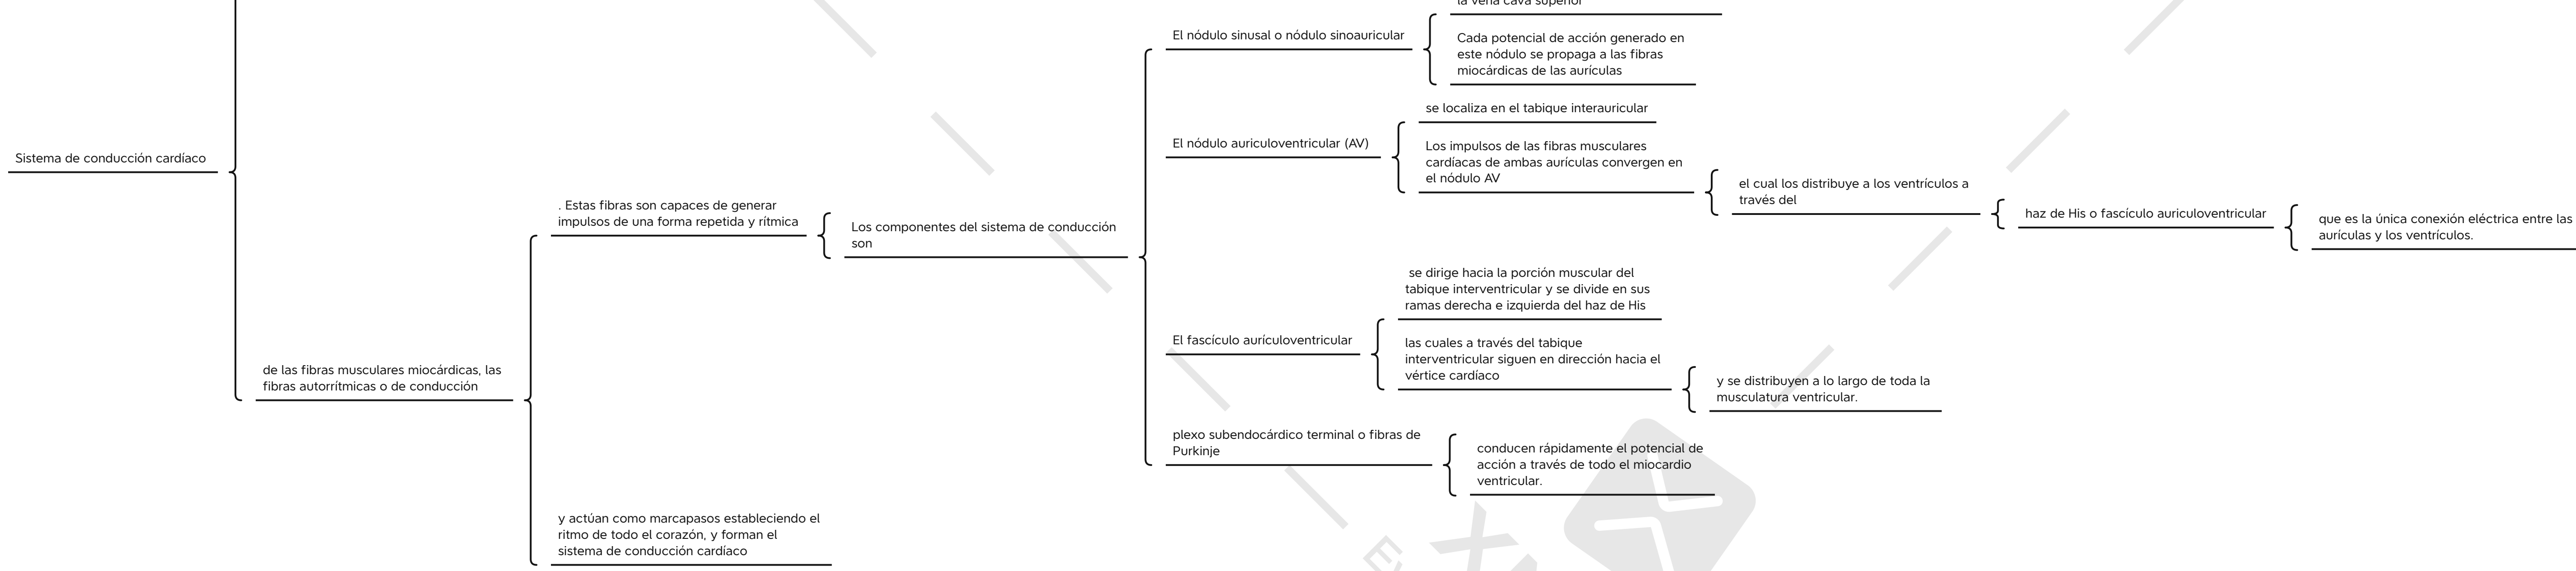 la vena cava superior
El nódulo sinusal o nódulo sinoauricular
Cada potencial de acción generado en
este nódulo se propaga a las fibras
miocárdicas de las aurículas
se localiza en el tabique interauricular
El nódulo auriculoventricular (AV)
Los impulsos de las fibras musculares
cardíacas de ambas aurículas convergen en
el nódulo AV
el cual los distribuye a los ventrículos a
través del
haz de His o fascículo auriculoventricular
que es la única conexión eléctrica entre las
aurículas y los ventrículos.
Sistema de conducción cardíaco
. Estas fibras son capaces de generar
impulsos de una forma repetida y rítmica
Los componentes del sistema de conducción
son
se dirige hacia la porción muscular del
tabique interventricular y se divide en sus
ramas derecha e izquierda del haz de His
El fascículo aurículoventricular
las cuales a través del tabique
interventricular siguen en dirección hacia el
vértice cardíaco
y se distribuyen a lo largo de toda la
musculatura ventricular.
de las fibras musculares miocárdicas, las
fibras autorrítmicas o de conducción
plexo subendocárdico terminal o fibras de
Purkinje
conducen rápidamente el potencial de
acción a través de todo el miocardio
ventricular.
y actúan como marcapasos estableciendo el
ritmo de todo el corazón, y forman el
sistema de conducción cardíaco